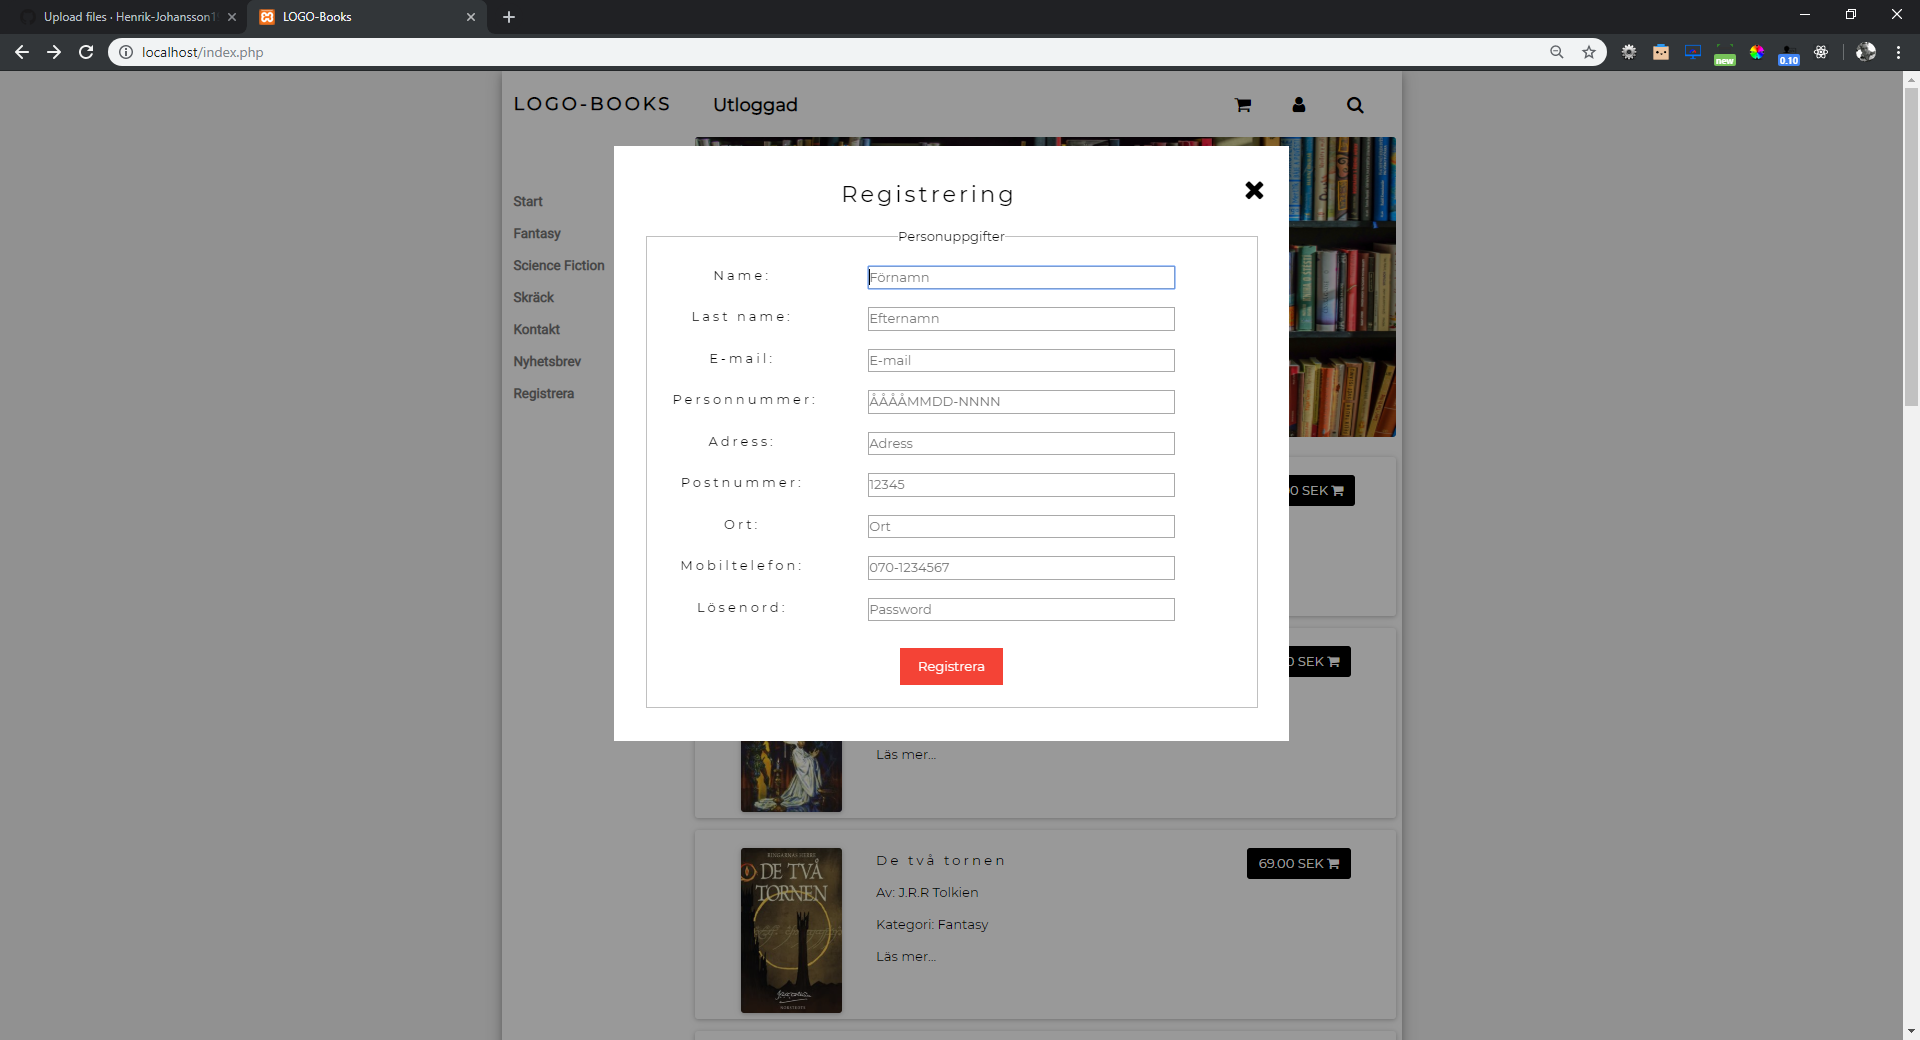 Upload files · Henrik-Johansson1
LOGO-Books
localhost/index.php
new
0.10
LOGO-BOOKS
Utloggad
Start
Fantasy
Science Fiction
Skräck
Kontakt
Nyhetsbrev
Registrera
Registrering
Personuppgifter
Name:
Förnamn
Last name:
Efternamn
E-mail:
E-mail
Personnummer:
ÅÅÅÅMMDD-NNNN
Adress:
Adress
Postnummer:
12345
Ort:
Ort
Mobiltelefon:
070-1234567
Lösenord:
Password
Registrera
0 SEK
SEK
Läs mer...
DE TVÅ
TORNEN
De två tornen
69.00 SEK
Av: J.R.R Tolkien
Kategori: Fantasy
Läs mer...